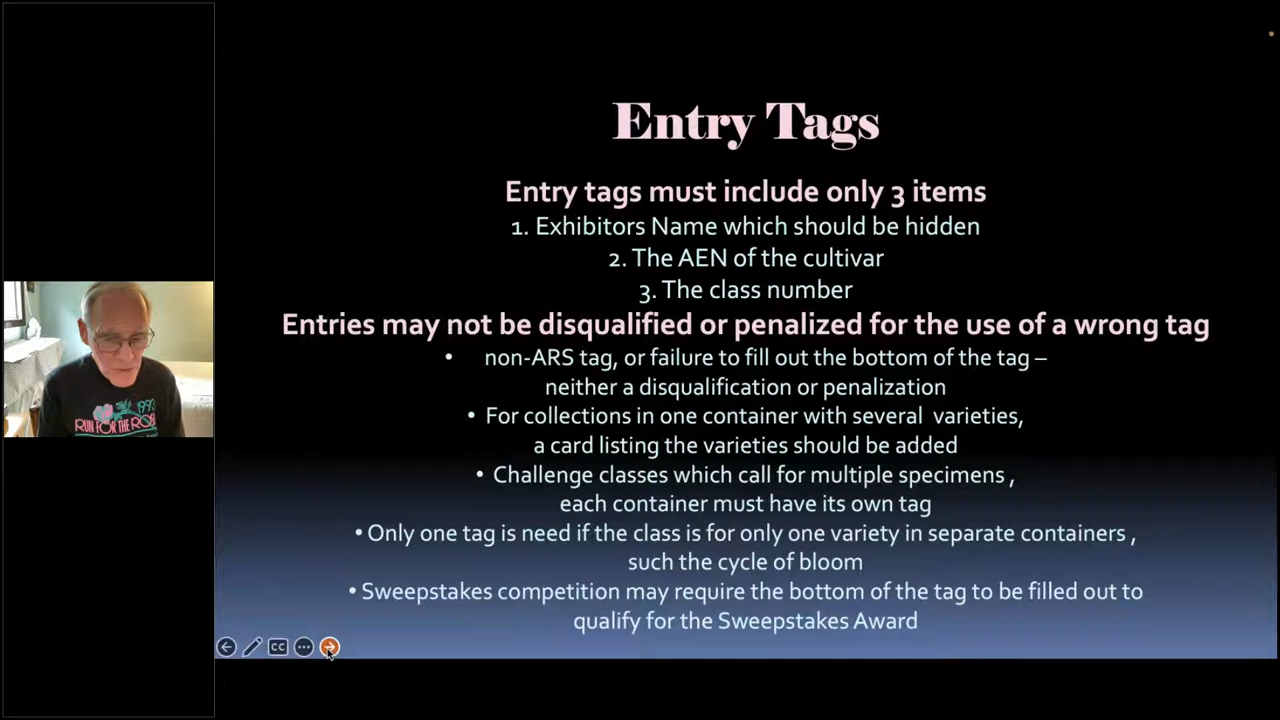 Entry Tags
Entry tags must include only 3 items
1. Exhibitors Name which should be hidden
2. The AEN of the cultivar
3. The class number
Entries may not be disqualified or penalized for the use of a wrong tag
• non-ARS tag, or failure to fill out the bottom of the tag –
neither a disqualification or penalization
• For collections in one container with several varieties,
a card listing the varieties should be added
• Challenge classes which call for multiple specimens ,
each container must have its own tag
• Only one tag is need if the class is for only one variety in separate containers ,
such the cycle of bloom
• Sweepstakes competition may require the bottom of the tag to be filled out to
qualify for the Sweepstakes Award
CC
RUN FOR THE